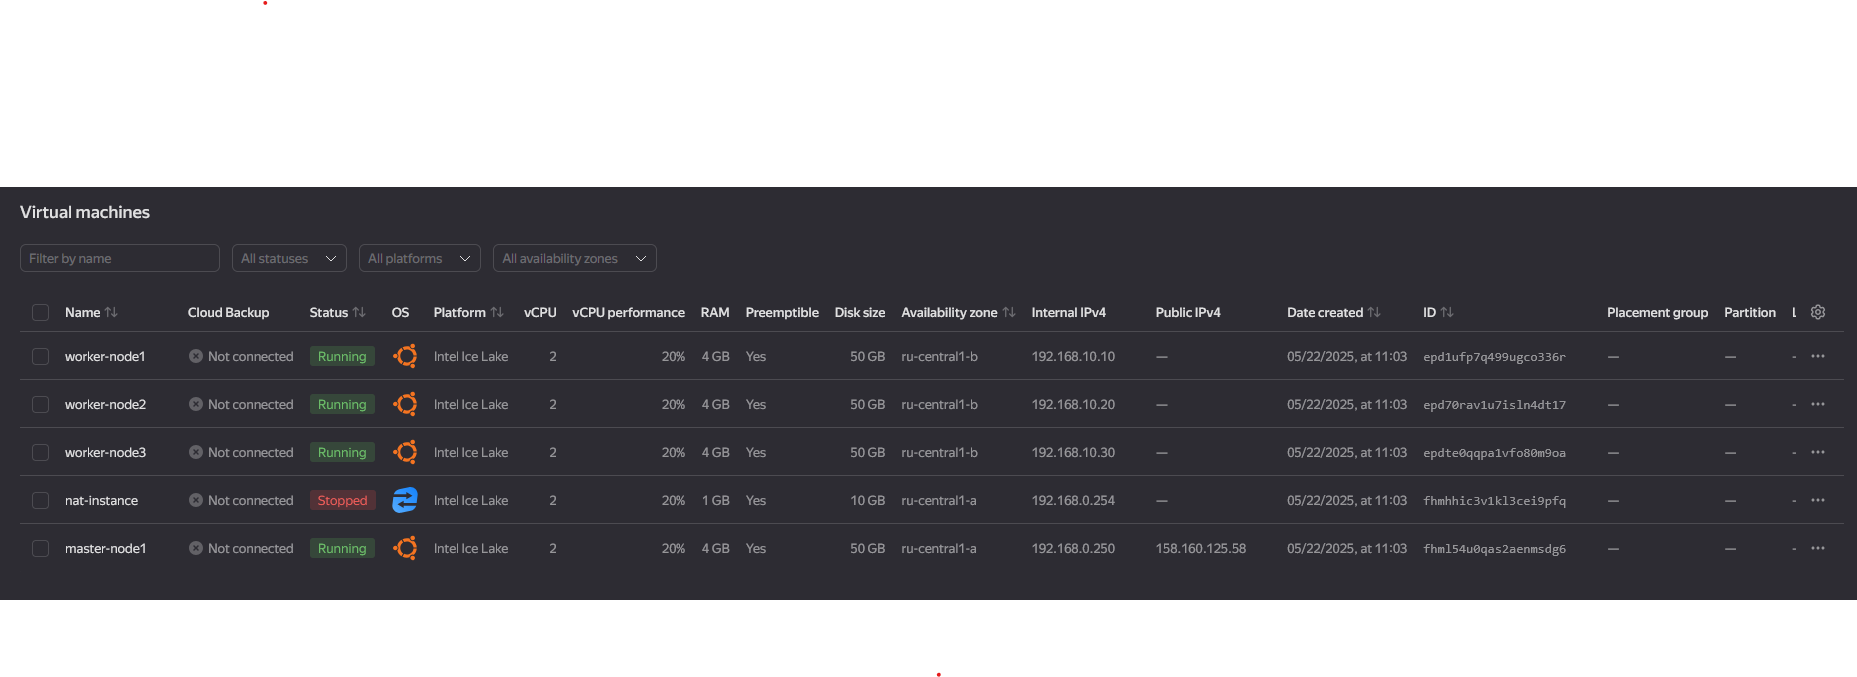 Virtual machines
Filter by name All statuses All platforms All availability zones
Name Cloud Backup Status OS Platform vCPU vCPU performance RAM Preemptible Disk size Availability zone Internal IPv4 Public IPv4 Date created ID Placement group Partition
worker-node1 Not connected Running Intel Ice Lake 2 20% 4 GB Yes 50 GB ru-central1-b 192.168.10.10 — 05/22/2025, at 11:03 epd1ufp7q499ugco336r — — -
worker-node2 Not connected Running Intel Ice Lake 2 20% 4 GB Yes 50 GB ru-central1-b 192.168.10.20 — 05/22/2025, at 11:03 epd70rav1u7isln4dt17 — — -
worker-node3 Not connected Running Intel Ice Lake 2 20% 4 GB Yes 50 GB ru-central1-b 192.168.10.30 — 05/22/2025, at 11:03 epdte0qqpa1vfo80m9oa — — -
nat-instance Not connected Stopped Intel Ice Lake 2 20% 1 GB Yes 10 GB ru-central1-a 192.168.0.254 — 05/22/2025, at 11:03 fhmhhic3v1kl3cei9pfq — — -
master-node1 Not connected Running Intel Ice Lake 2 20% 4 GB Yes 50 GB ru-central1-a 192.168.0.250 158.160.125.58 05/22/2025, at 11:03 fhml54u0qas2aenmsdg6 — — -